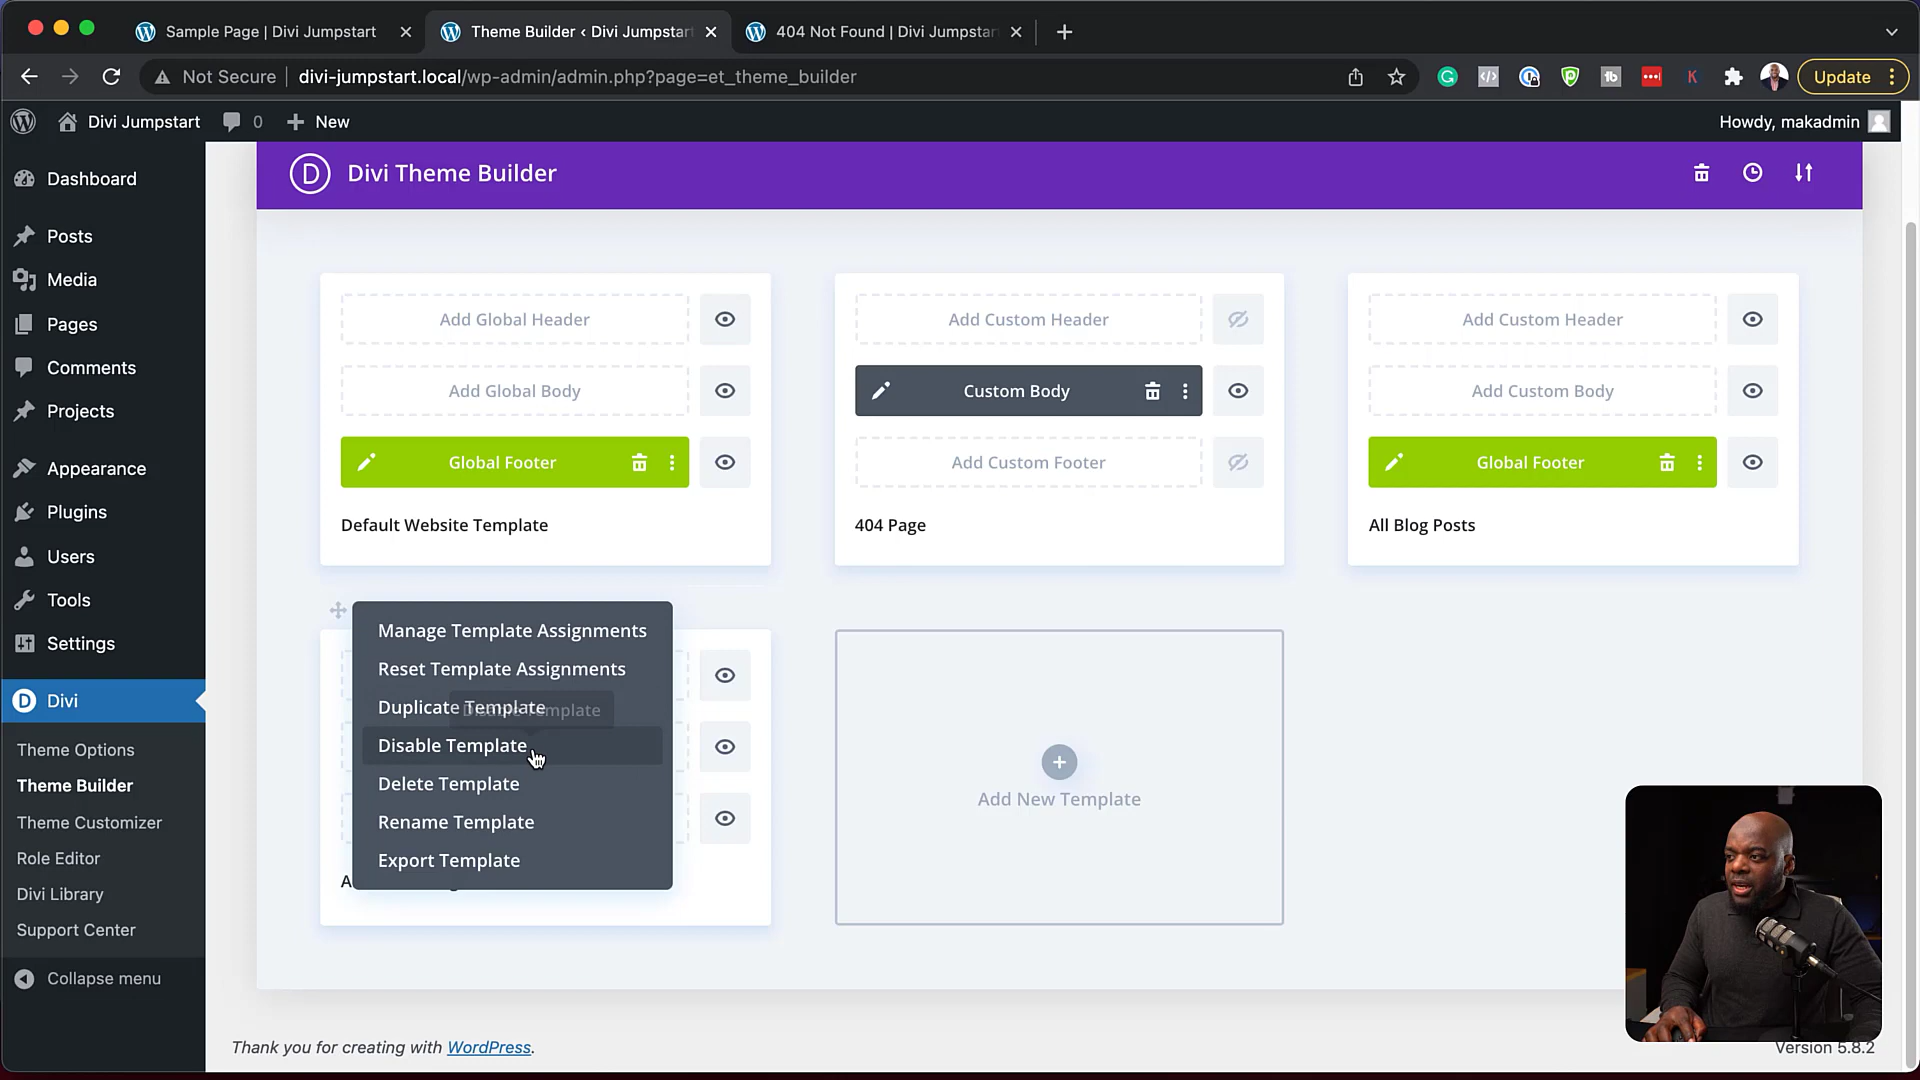 Sample Page | Divi Jumpstart
Theme Builder ‹ Divi Jumpstar
404 Not Found | Divi Jumpstar
Not Secure
divi-jumpstart.local/wp-admin/admin.php?page=et_theme_builder
Update
Divi Jumpstart
0
New
Howdy, makadmin
Dashboard
Posts
Media
Pages
Comments
Projects
Appearance
Plugins
Users
Tools
Settings
Divi
Theme Options
Theme Builder
Theme Customizer
Role Editor
Divi Library
Support Center
Collapse menu
D
Divi Theme Builder
Add Global Header
Add Global Body
Global Footer
Default Website Template
Add Custom Header
Custom Body
Add Custom Footer
404 Page
Add Custom Header
Add Custom Body
Global Footer
All Blog Posts
Manage Template Assignments
Reset Template Assignments
Duplicate Template
Disable Template
Delete Template
Rename Template
Export Template
Add New Template
Thank you for creating with WordPress.
Version 5.8.2